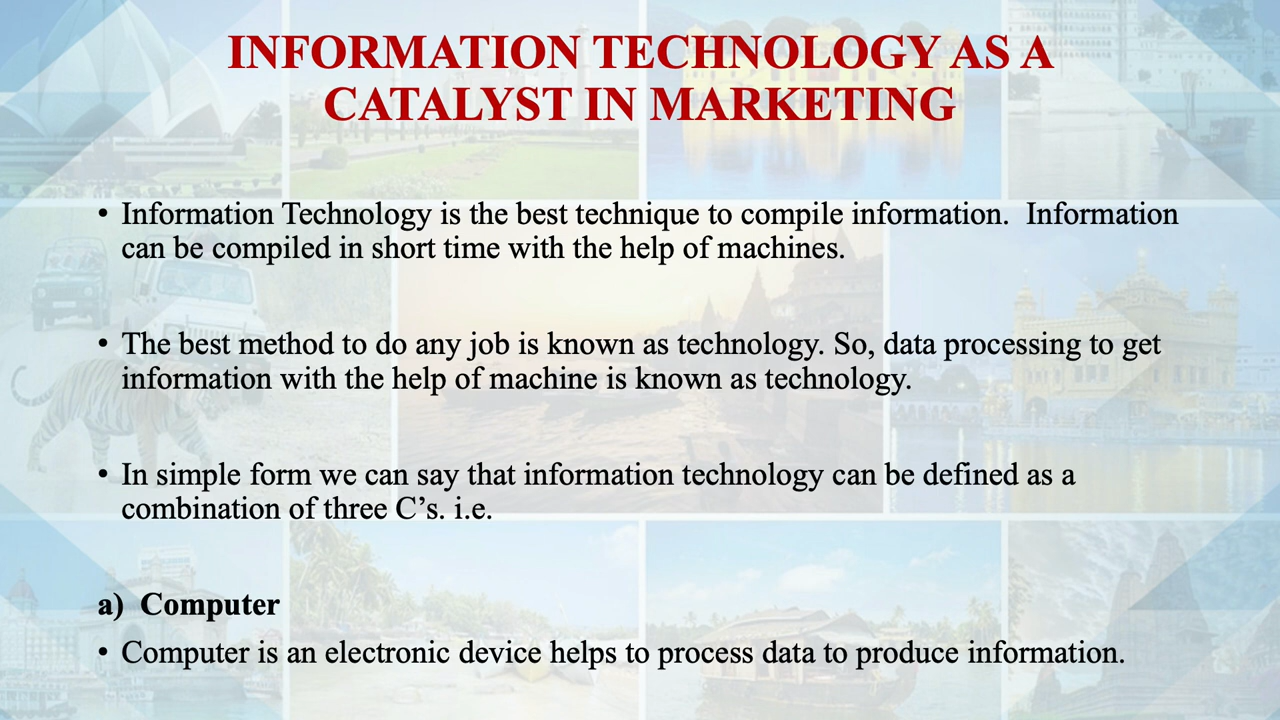 INFORMATION TECHNOLOGY AS A
CATALYST IN MARKETING
• Information Technology is the best technique to compile information.  Information
can be compiled in short time with the help of machines.
• The best method to do any job is known as technology. So, data processing to get
information with the help of machine is known as technology.
• In simple form we can say that information technology can be defined as a
combination of three C’s. i.e.
a)  Computer
• Computer is an electronic device helps to process data to produce information.